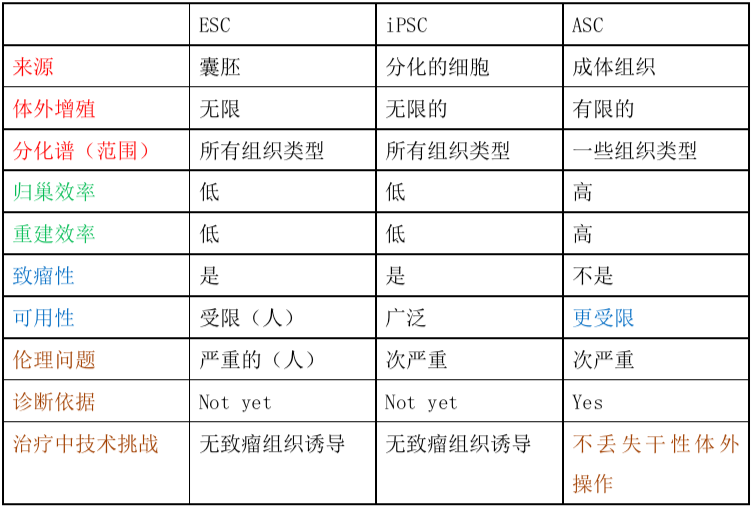 ESC iPSC ASC
来源 囊胚 分化的细胞 成体组织
体外增殖 无限 无限的 有限的
分化谱（范围） 所有组织类型 所有组织类型 一些组织类型
归巢效率 低 低 高
重建效率 低 低 高
致瘤性 是 是 不是
可用性 受限（人） 广泛 更受限
伦理问题 严重的（人） 次严重 次严重
诊断依据 Not yet Not yet Yes
治疗中技术挑战 无致瘤组织诱导 无致瘤组织诱导 不丢失干性体外
操作